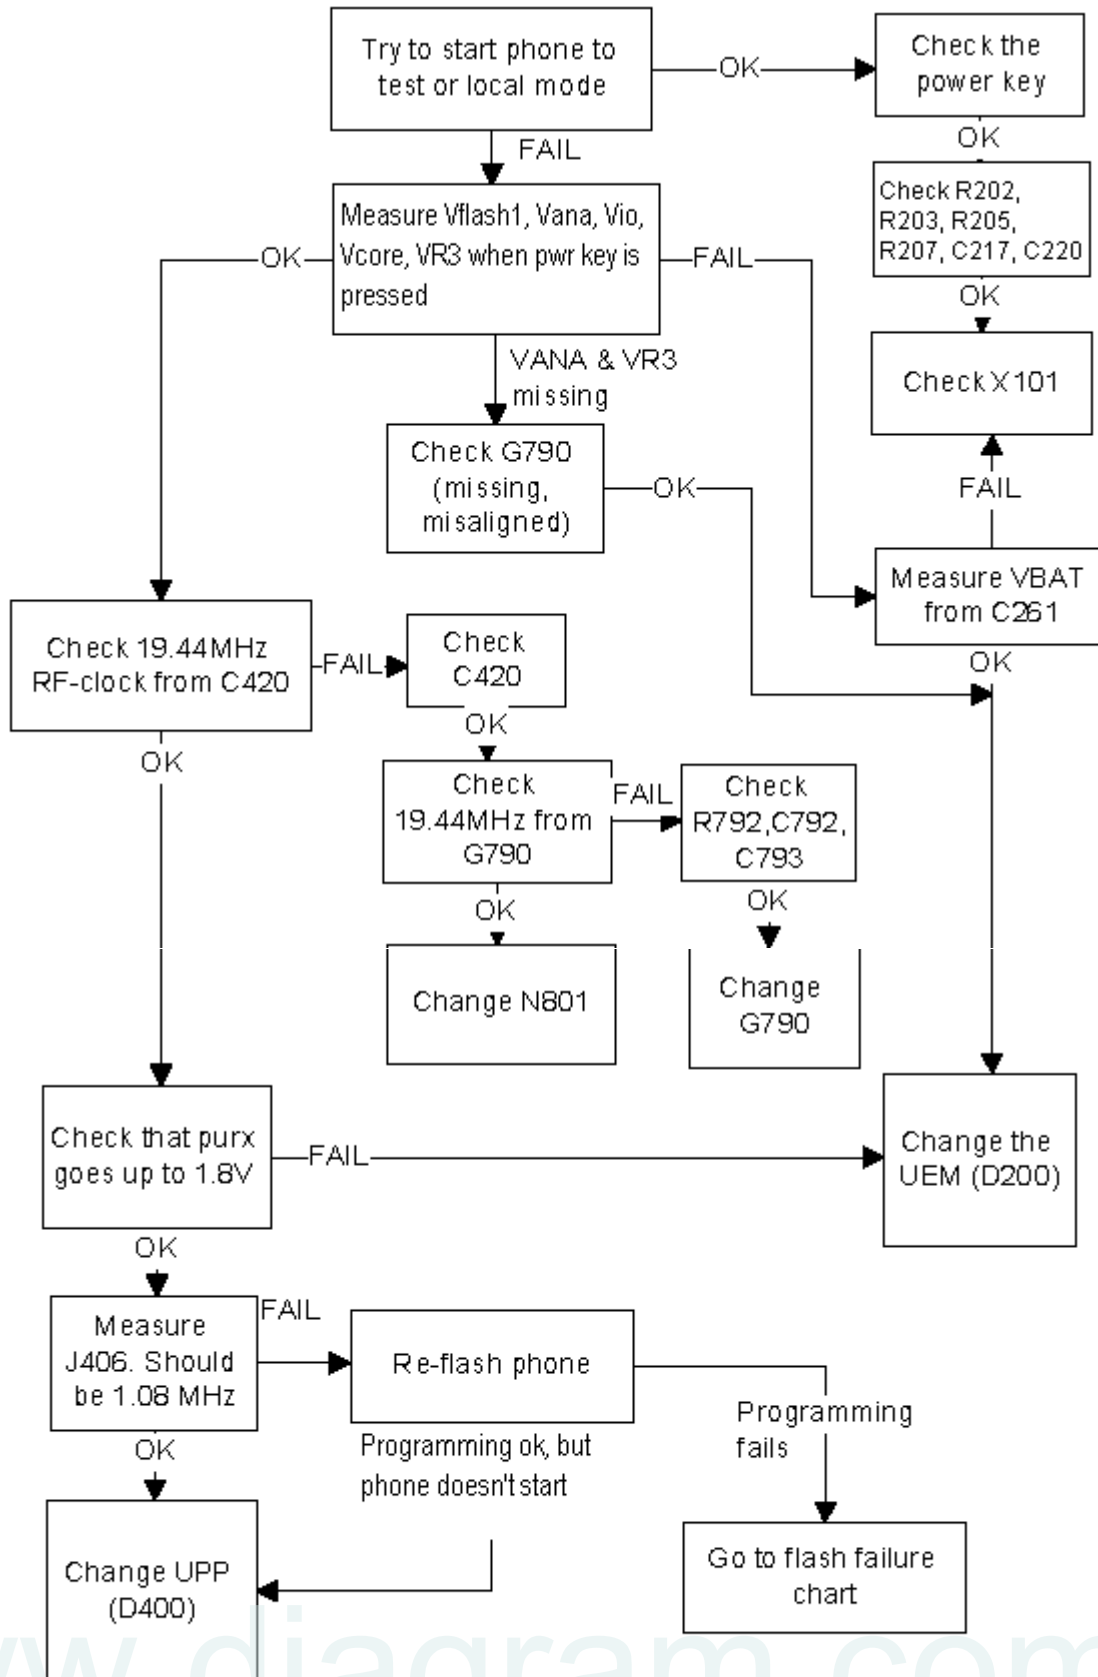 Try to start phone to
test or local mode
OK
Check the
power key
FAIL
OK
Measure Vflash1, Vana, Vio,
Vcore, VR3 when pwr key is
pressed
Check R202,
R203, R205,
R207, C217, C220
OK
FAIL
OK
VANA & VR3
missing
Check X101
Check G790
(missing,
misaligned)
OK
FAIL
Measure VBAT
from C261
OK
Check 19.44MHz
RF-clock from C420
FAIL
Check
C420
OK
OK
Check
19.44MHz from
G790
FAIL
Check
R792,C792,
C793
OK
OK
Change N801
Change
G790
Check that purx
goes up to 1.8V
FAIL
Change the
UEM (D200)
OK
Measure
J406. Should
be 1.08 MHz
FAIL
Re-flash phone
Programming
fails
OK
Programming ok, but
phone doesn't start
Change UPP
(D400)
Go to flash failure
chart
w.diagram.com